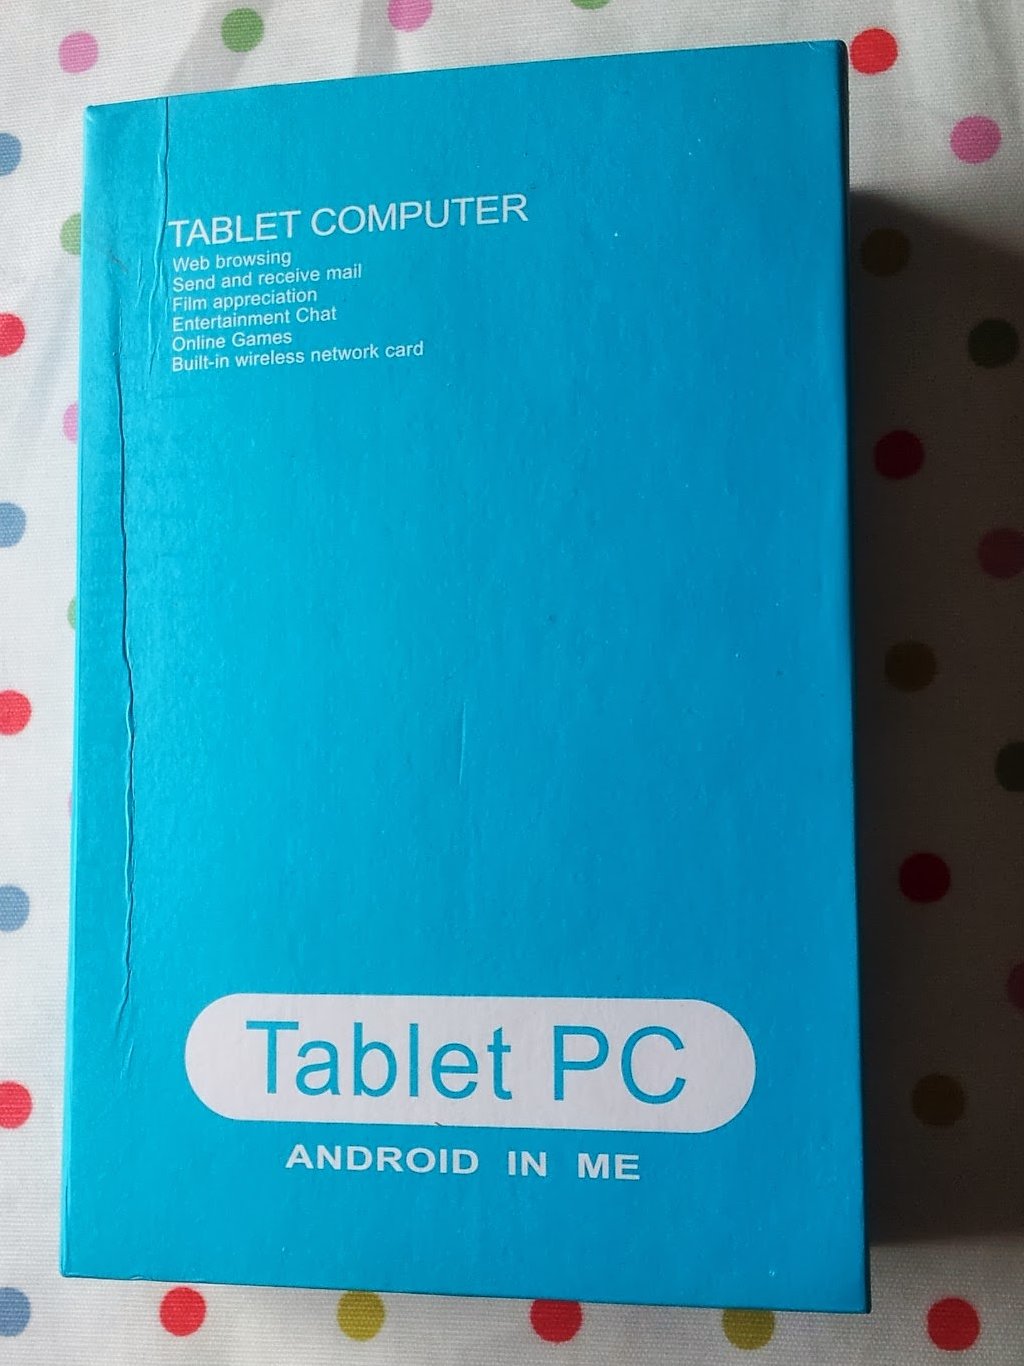 TABLET COMPUTER
Web browsing
Send and receive mail
Film appreciation
Entertainment Chat
Online Games
Built-in wireless network card
Tablet PC
ANDROID IN ME